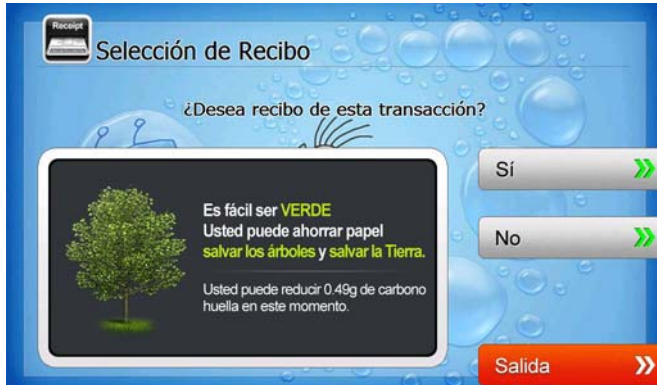 Receipt
Selección de Recibo
¿Desea recibo de esta transacción?
Es fácil ser VERDE
Usted puede ahorrar papel
salvar los árboles y salvar la Tierra.
Usted puede reducir 0.49g de carbono
huella en este momento.
Sí
No
Salida